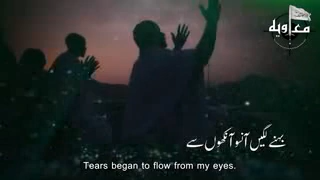 معاویہ
بہنے لگیں آنسو آنکھوں سے
Tears began to flow from my eyes.